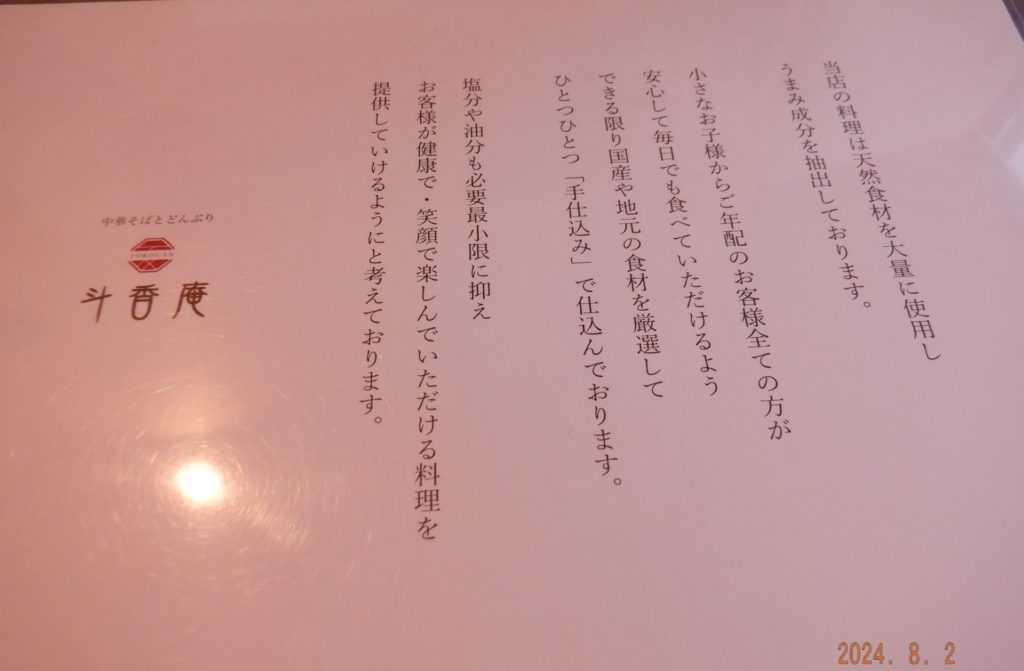 当店の料理は天然食材を大量に使用し
うまみ成分を抽出しております。
小さなお子様からご年配のお客様全ての方が
安心して毎日でも食べていただけるよう
できる限り国産や地元の食材を厳選して
ひとつひとつ「手仕込み」で仕込んでおります。
塩分や油分も必要最小限に抑え
お客様が健康で・笑顔で楽しんでいただける料理を
提供していけるようにと考えております。
中華そばとどんぶり
TOKOUAN
斗香庵
2024. 8. 2